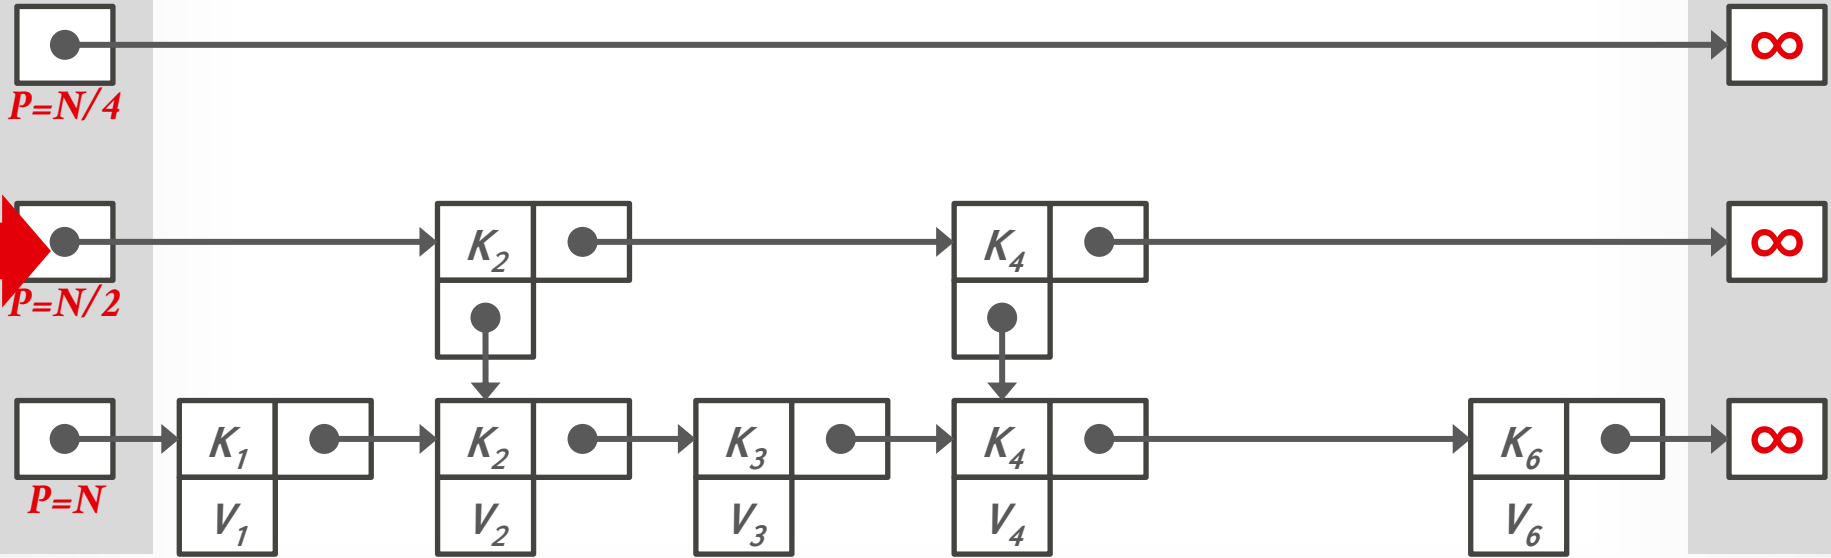 ∞
P=N/4
K₂ K₄ ∞
P=N/2
K₁ K₂ K₃ K₄ K₆ ∞
P=N
V₁ V₂ V₃ V₄ V₆